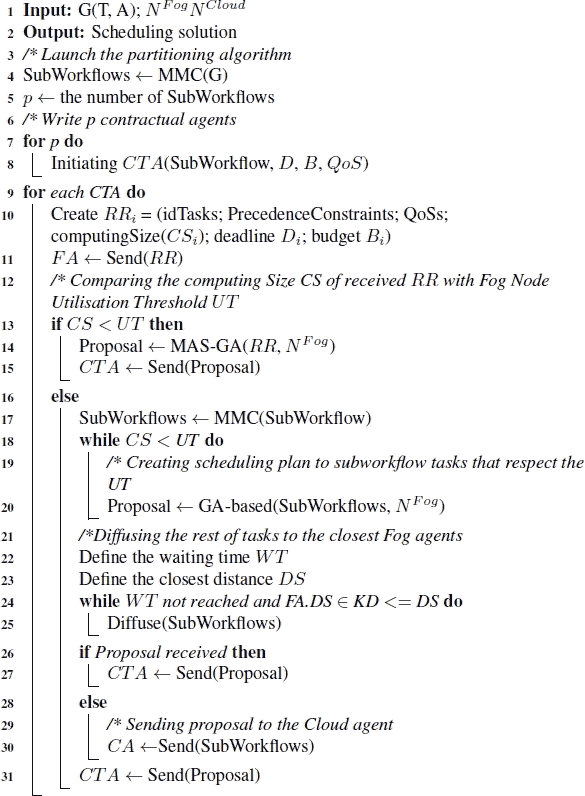 1 Input: G(T, A); N^Fog N^Cloud
2 Output: Scheduling solution
3 /* Launch the partitioning algorithm
4 SubWorkflows ← MMC(G)
5 p ← the number of SubWorkflows
6 /* Write p contractual agents
7 for p do
8 Initiating CTA(SubWorkflow, D, B, QoS)
9 for each CTA do
10 Create RR_i = (idTasks; PrecedenceConstraints; QoSs;
computingSize(CS_i); deadline D_i; budget B_i)
11 FA ← Send(RR)
12 /* Comparing the computing Size CS of received RR with Fog Node
Utilisation Threshold UT
13 if CS < UT then
14 Proposal ← MAS-GA(RR, N^Fog)
15 CTA ← Send(Proposal)
16 else
17 SubWorkflows ← MMC(SubWorkflow)
18 while CS < UT do
19 /* Creating scheduling plan to subworkflow tasks that respect the
UT
20 Proposal ← GA-based(SubWorkflows, N^Fog)
21 /*Diffusing the rest of tasks to the closest Fog agents
22 Define the waiting time WT
23 Define the closest distance DS
24 while WT not reached and FA.DS ∈ KD <= DS do
25 Diffuse(SubWorkflows)
26 if Proposal received then
27 CTA ← Send(Proposal)
28 else
29 /* Sending proposal to the Cloud agent
30 CA ←Send(SubWorkflows)
31 CTA ← Send(Proposal)